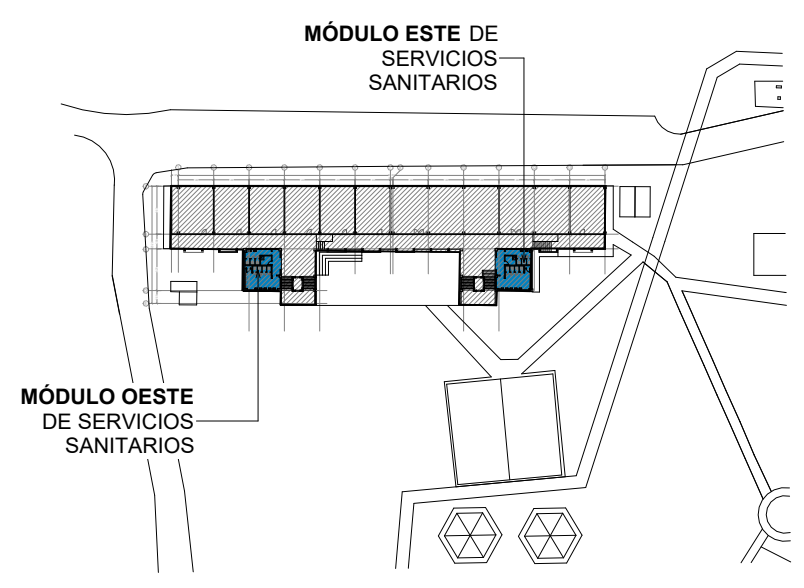 MÓDULO ESTE DE
SERVICIOS
SANITARIOS
MÓDULO OESTE
DE SERVICIOS
SANITARIOS